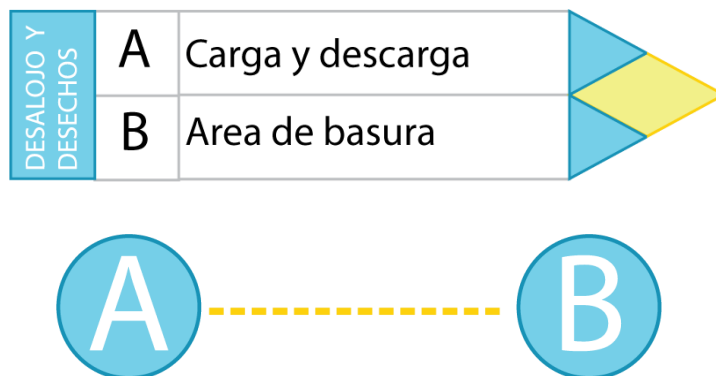 DESALOJO Y
DESECHOS
A
Carga y descarga
B
Area de basura
A
B